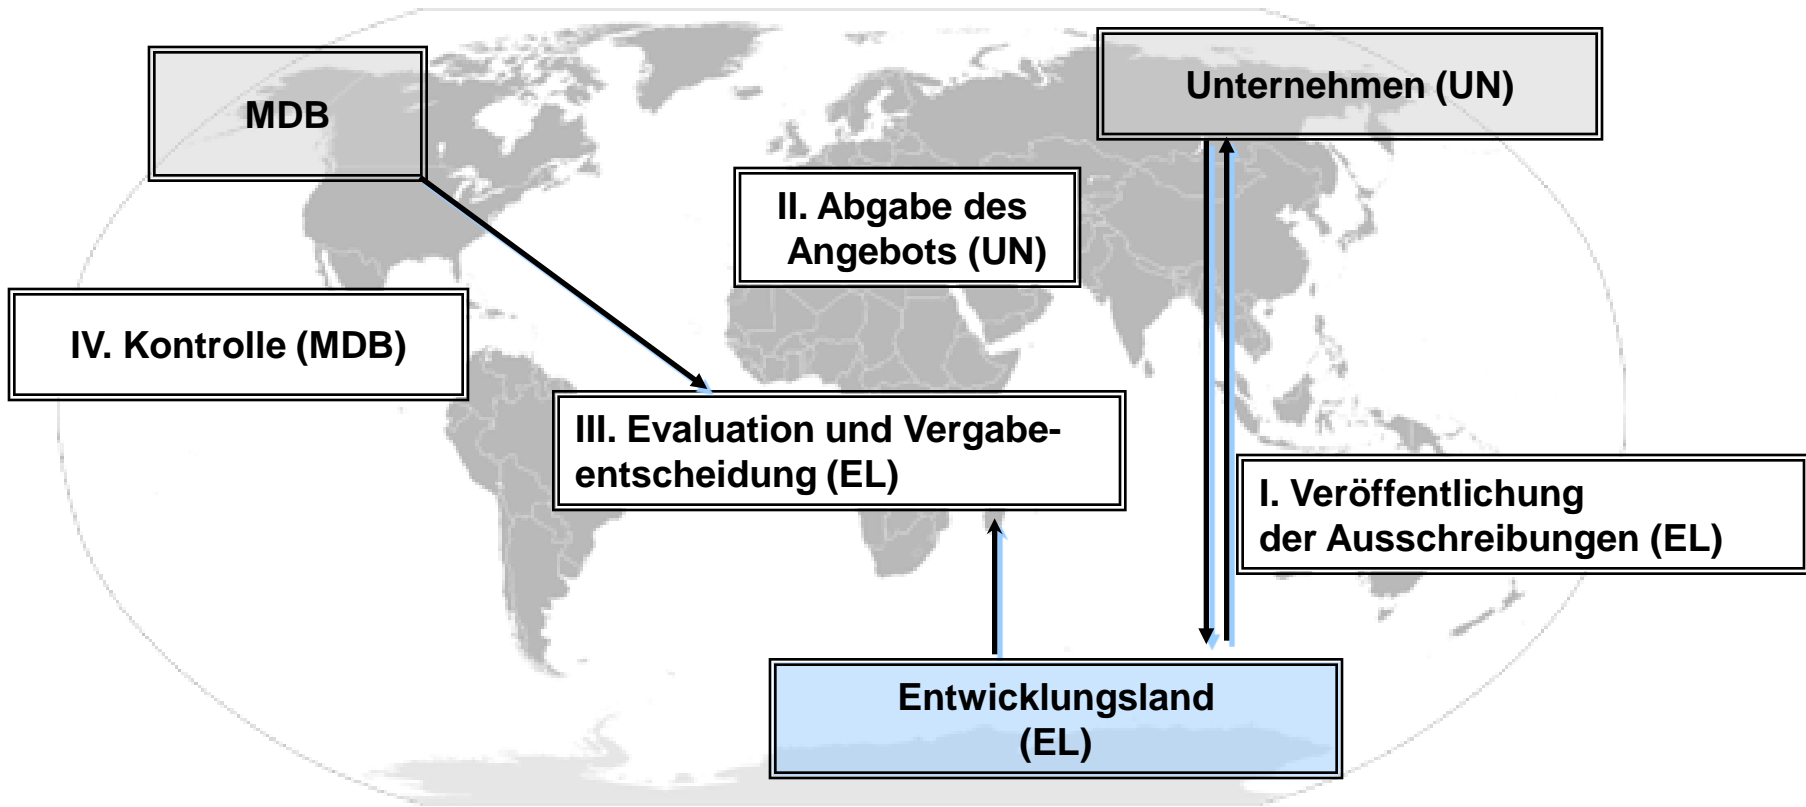 MDB
Unternehmen (UN)
II. Abgabe des
Angebots (UN)
IV. Kontrolle (MDB)
III. Evaluation und Vergabe-
entscheidung (EL)
I. Veröffentlichung
der Ausschreibungen (EL)
Entwicklungsland
(EL)